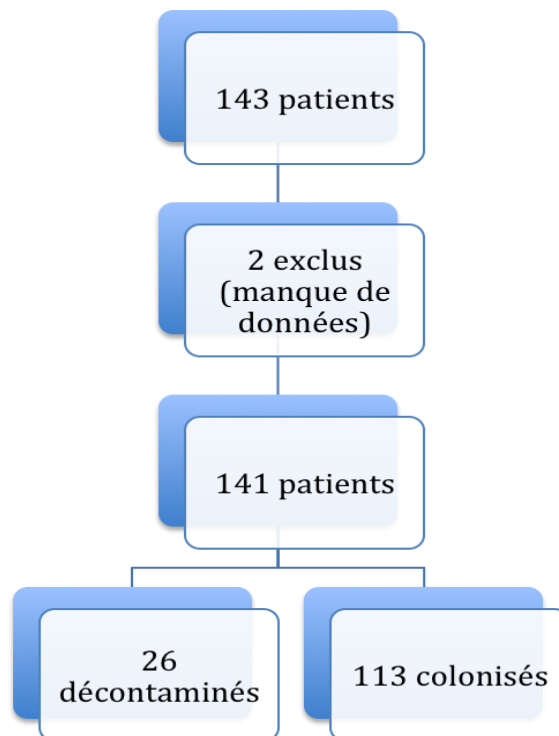 143 patients
2 exclus
(manque de
données)
141 patients
26
décontaminés
113 colonisés